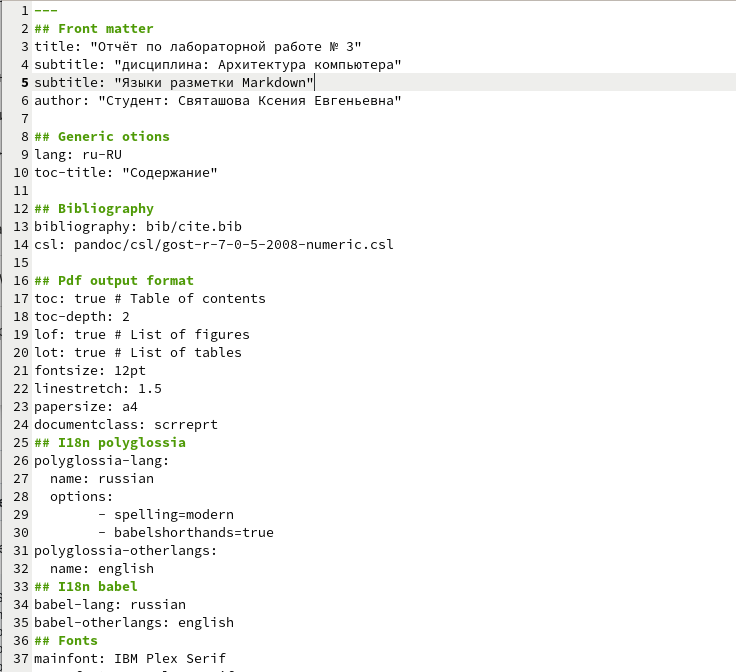 1 ---
2 ## Front matter
3 title: "Отчёт по лабораторной работе № 3"
4 subtitle: "дисциплина: Архитектура компьютера"
5 subtitle: "Языки разметки Markdown"
6 author: "Студент: Святашова Ксения Евгеньевна"
7
8 ## Generic otions
9 lang: ru-RU
10 toc-title: "Содержание"
11
12 ## Bibliography
13 bibliography: bib/cite.bib
14 csl: pandoc/csl/gost-r-7-0-5-2008-numeric.csl
15
16 ## Pdf output format
17 toc: true # Table of contents
18 toc-depth: 2
19 lof: true # List of figures
20 lot: true # List of tables
21 fontsize: 12pt
22 linestretch: 1.5
23 papersize: a4
24 documentclass: scrreprt
25 ## I18n polyglossia
26 polyglossia-lang:
27   name: russian
28   options:
29         - spelling=modern
30         - babelshorthands=true
31 polyglossia-otherlangs:
32   name: english
33 ## I18n babel
34 babel-lang: russian
35 babel-otherlangs: english
36 ## Fonts
37 mainfont: IBM Plex Serif